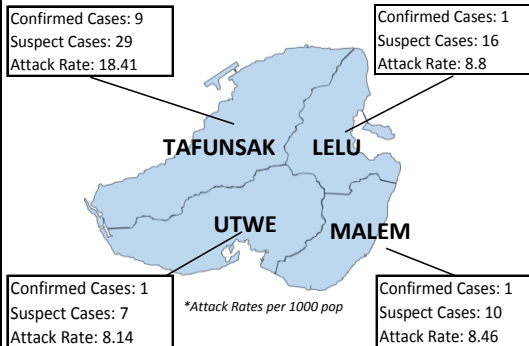 Confirmed Cases: 9
Suspect Cases: 29
Attack Rate: 18.41
Confirmed Cases: 1
Suspect Cases: 16
Attack Rate: 8.8
TAFUNSAK
LELU
UTWE
MALEM
Confirmed Cases: 1
Suspect Cases: 7
Attack Rate: 8.14
*Attack Rates per 1000 pop
Confirmed Cases: 1
Suspect Cases: 10
Attack Rate: 8.46